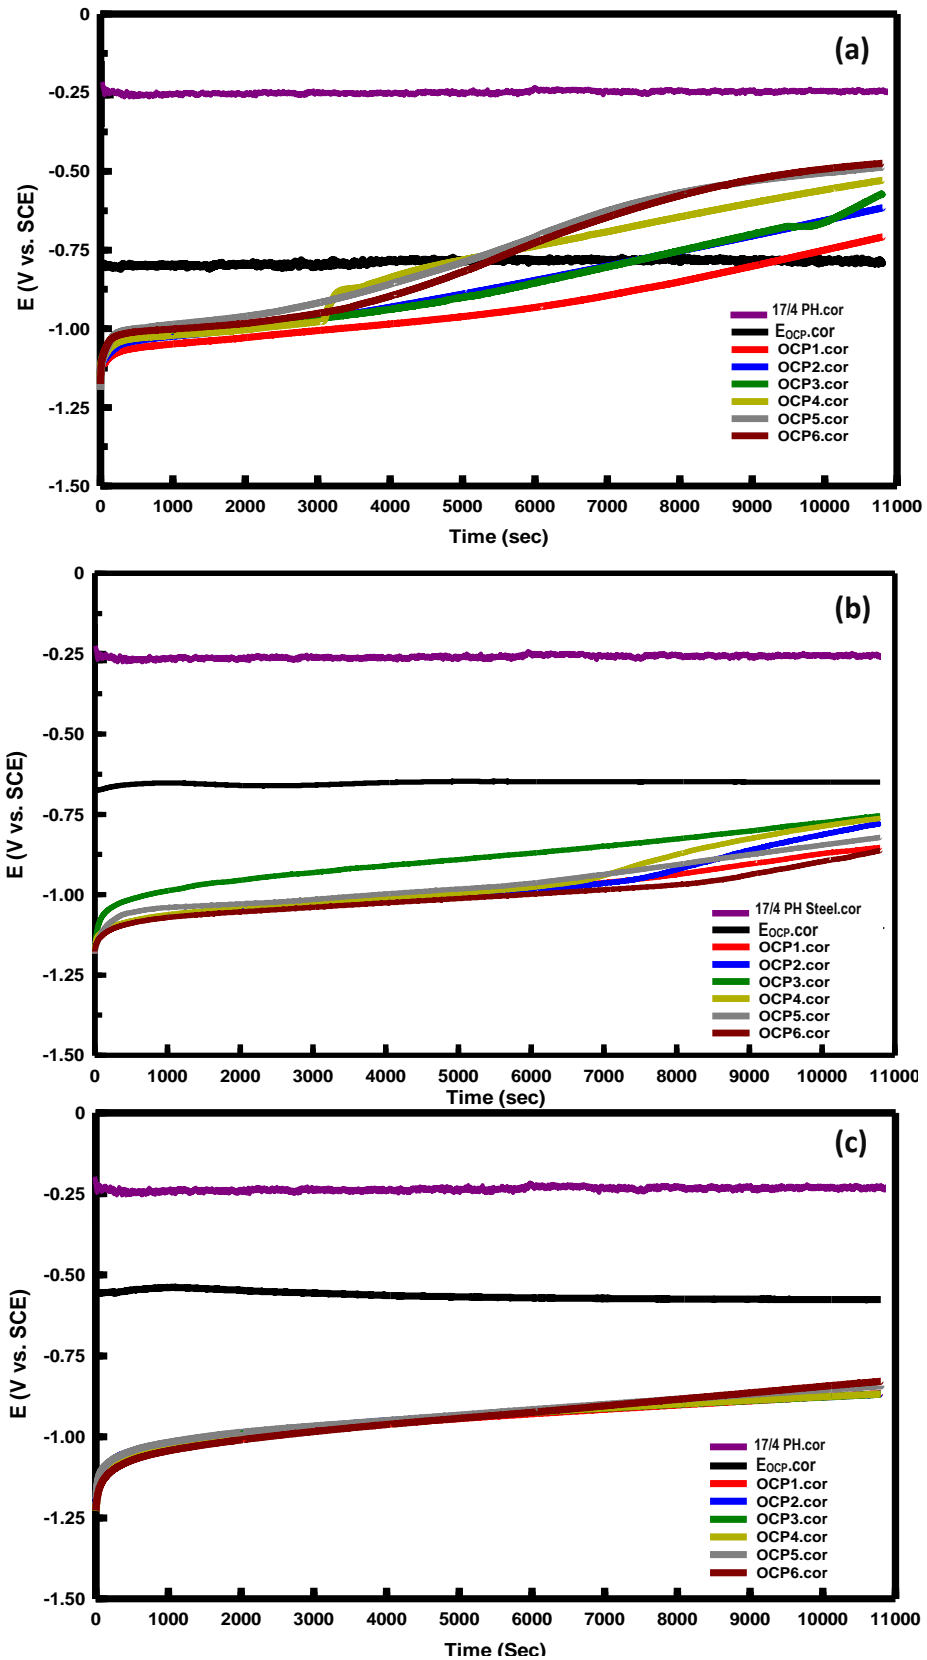 (a)
0
-0.25
-0.50
-0.75
-1.00
-1.25
-1.50
E (V vs. SCE)
17/4 PH.cor
EOCP.cor
OCP1.cor
OCP2.cor
OCP3.cor
OCP4.cor
OCP5.cor
OCP6.cor
0 1000 2000 3000 4000 5000 6000 7000 8000 9000 10000 11000
Time (sec)
(b)
0
-0.25
-0.50
-0.75
-1.00
-1.25
-1.50
E (V vs. SCE)
17/4 PH Steel.cor
EOCP.cor
OCP1.cor
OCP2.cor
OCP3.cor
OCP4.cor
OCP5.cor
OCP6.cor
0 1000 2000 3000 4000 5000 6000 7000 8000 9000 10000 11000
Time (sec)
(c)
0
-0.25
-0.50
-0.75
-1.00
-1.25
-1.50
E (V vs. SCE)
17/4 PH.cor
EOCP.cor
OCP1.cor
OCP2.cor
OCP3.cor
OCP4.cor
OCP5.cor
OCP6.cor
0 1000 2000 3000 4000 5000 6000 7000 8000 9000 10000 11000
Time (Sec)